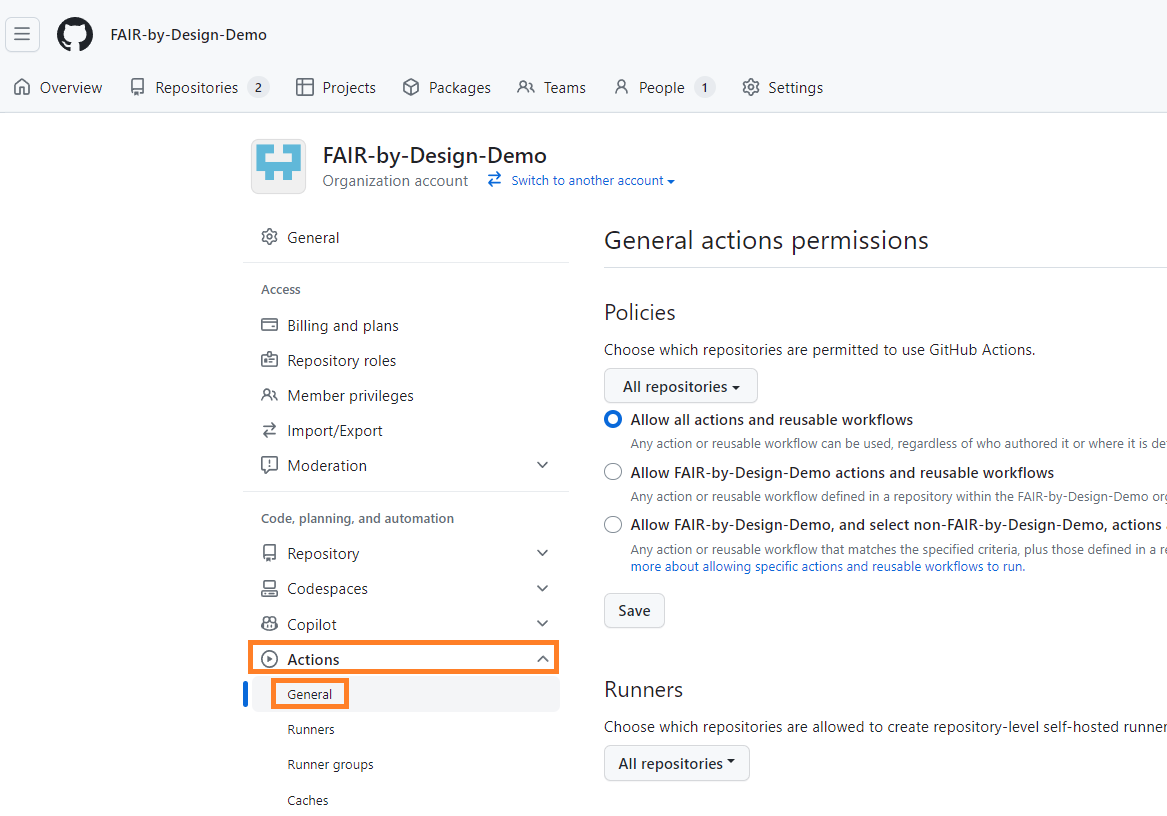 FAIR-by-Design-Demo
Overview Repositories 2 Projects Packages Teams People 1 Settings
FAIR-by-Design-Demo
Organization account Switch to another account
General
Access
Billing and plans
Repository roles
Member privileges
Import/Export
Moderation
Code, planning, and automation
Repository
Codespaces
Copilot
Actions
General
Runners
Runner groups
Caches
General actions permissions
Policies
Choose which repositories are permitted to use GitHub Actions.
All repositories
Allow all actions and reusable workflows
Any action or reusable workflow can be used, regardless of who authored it or where it is
Allow FAIR-by-Design-Demo actions and reusable workflows
Any action or reusable workflow defined in a repository within the FAIR-by-Design-Demo
Allow FAIR-by-Design-Demo, and select non-FAIR-by-Design-Demo, actions
Any action or reusable workflow that matches the specified criteria, plus those defined in a
more about allowing specific actions and reusable workflows to run.
Save
Runners
Choose which repositories are allowed to create repository-level self-hosted
All repositories